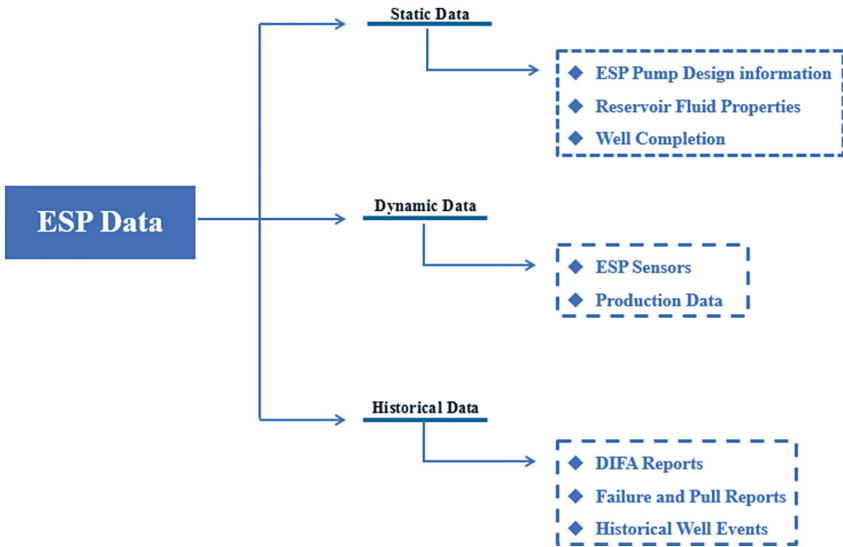 Static Data
ESP Pump Design information
Reservoir Fluid Properties
Well Completion
ESP Data
Dynamic Data
ESP Sensors
Production Data
Historical Data
DIFA Reports
Failure and Pull Reports
Historical Well Events